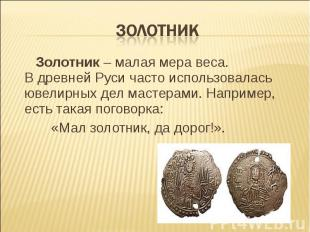 ЗОЛОТНИК
Золотник – малая мера веса.
В древней Руси часто использовалась
ювелирных дел мастерами. Например,
есть такая поговорка:
«Мал золотник, да дорог!».